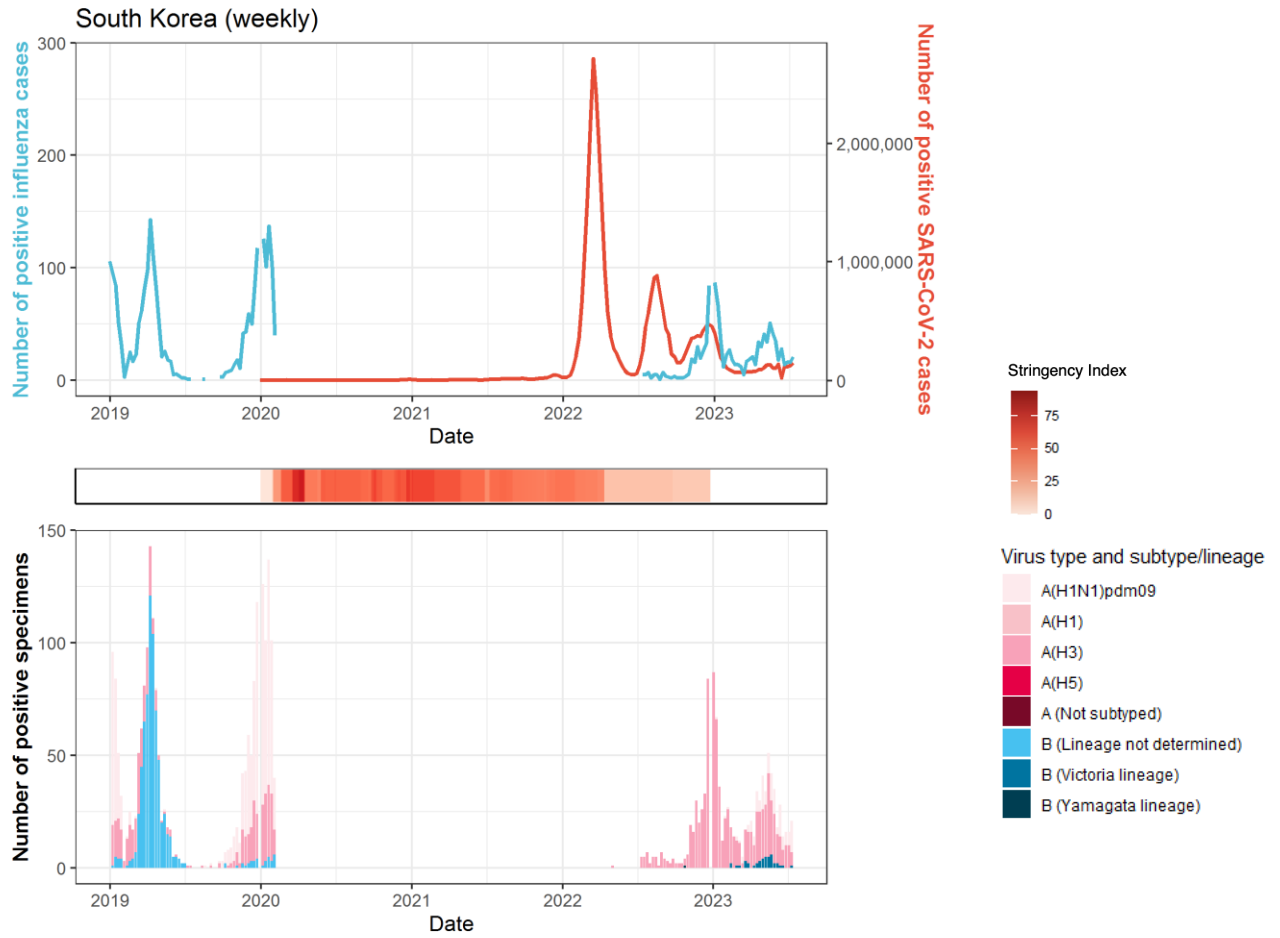 South Korea (weekly)
Number of positive influenza cases
300
200
100
0
Number of positive SARS-CoV-2 cases
2,000,000
1,000,000
0
2019 2020 2021 2022 2023
Date
Stringency Index
75
50
25
0
Number of positive specimens
150
100
50
0
2019 2020 2021 2022 2023
Date
Virus type and subtype/lineage
A(H1N1)pdm09
A(H1)
A(H3)
A(H5)
A (Not subtyped)
B (Lineage not determined)
B (Victoria lineage)
B (Yamagata lineage)